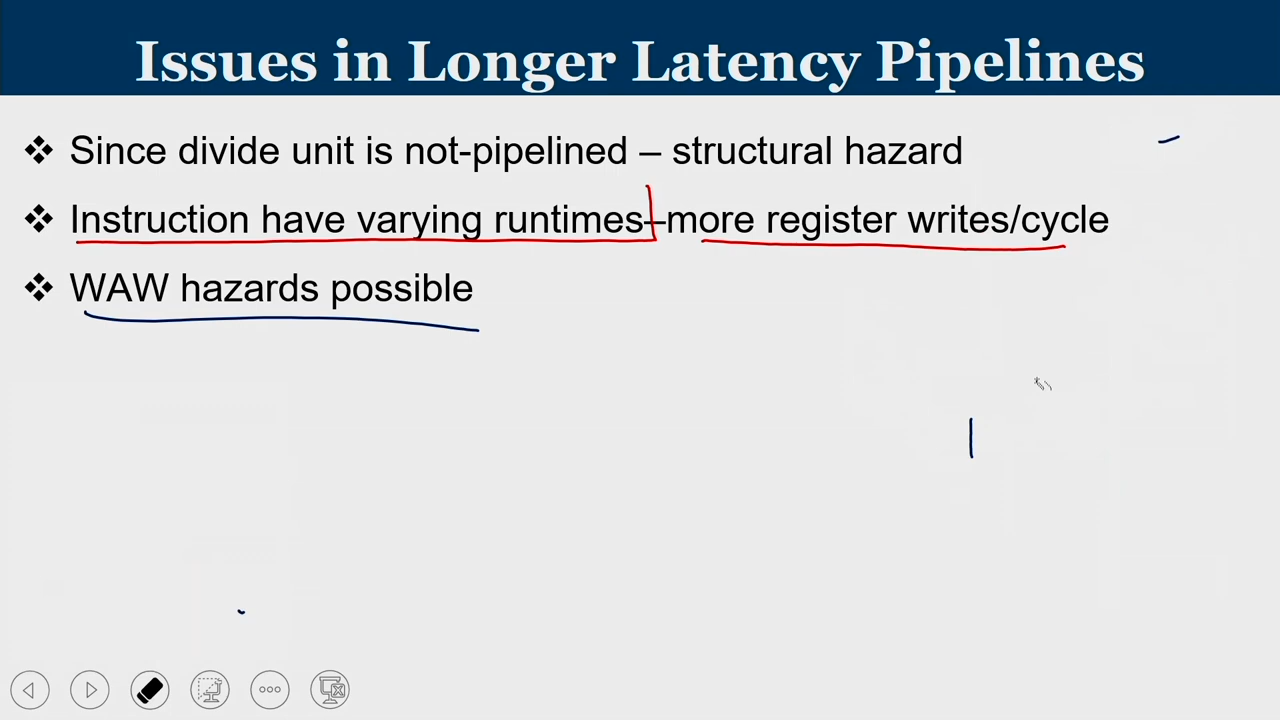 Issues in Longer Latency Pipelines
❖ Since divide unit is not-pipelined – structural hazard
❖ Instruction have varying runtimes–more register writes/cycle
❖ WAW hazards possible